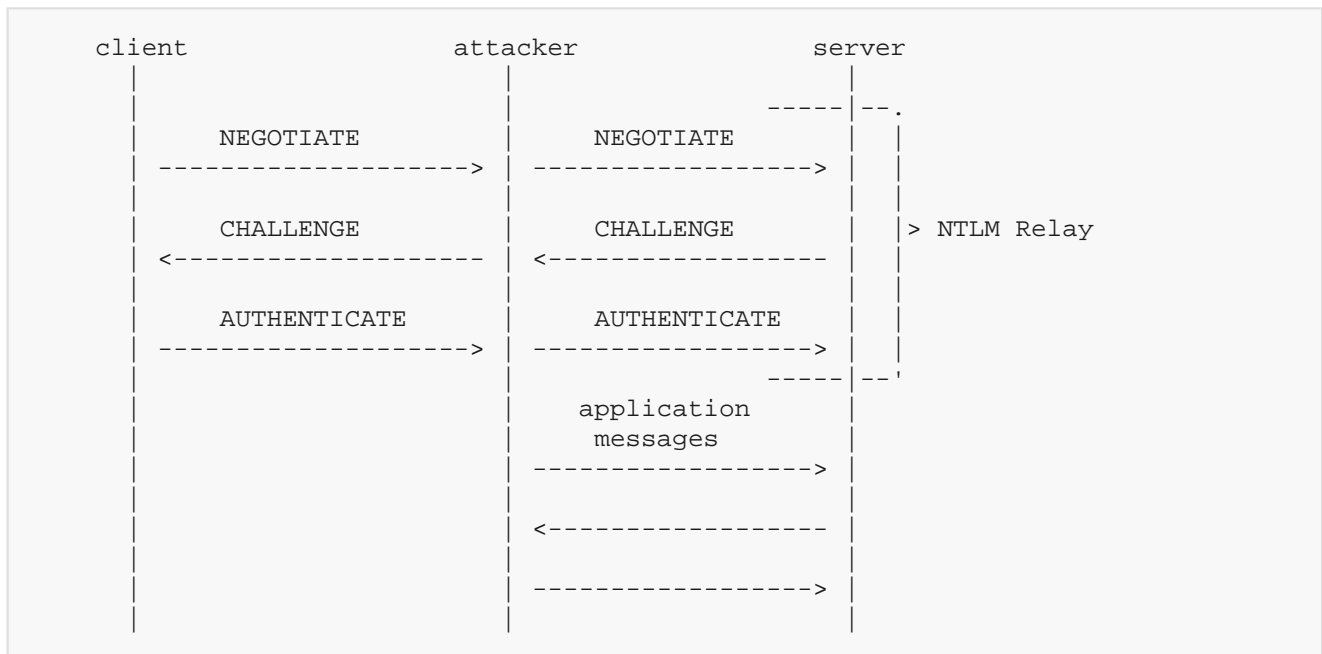 client attacker server
NEGOTIATE NEGOTIATE
CHALLENGE CHALLENGE > NTLM Relay
AUTHENTICATE AUTHENTICATE
application
messages